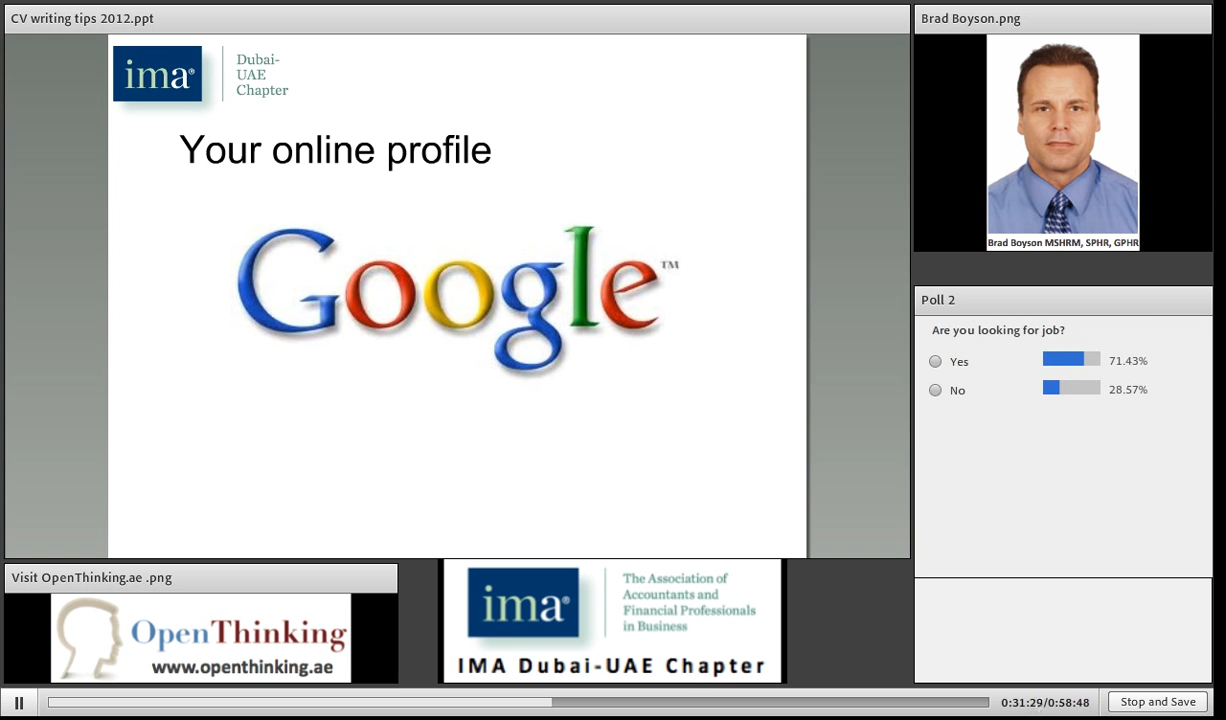 CV writing tips 2012.ppt
ima®
Dubai-
UAE
Chapter
Your online profile
Google™
Brad Boyson.png
Brad Boyson MSHRM, SPHR, GPHR
Poll 2
Are you looking for job?
Yes 71.43%
No 28.57%
Visit OpenThinking.ae .png
OpenThinking
www.openthinking.ae
ima®
The Association of
Accountants and
Financial Professionals
in Business
IMA Dubai-UAE Chapter
0:31:29/0:58:48
Stop and Save